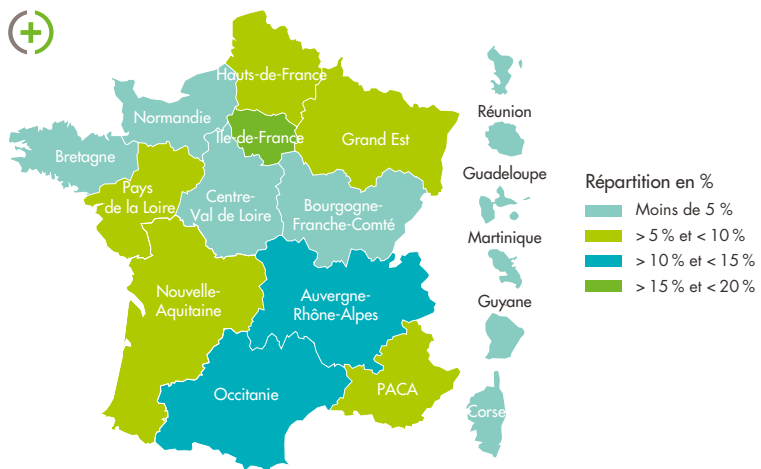 Hauts-de-France
Normandie
Île-de-France
Grand Est
Bretagne
Pays
de la Loire
Centre-
Val de Loire
Bourgogne-
Franche-Comté
Nouvelle-
Aquitaine
Auvergne-
Rhône-Alpes
Occitanie
PACA
Réunion
Guadeloupe
Martinique
Guyane
Corse
Répartition en %
Moins de 5 %
> 5 % et < 10 %
> 10 % et < 15 %
> 15 % et < 20 %